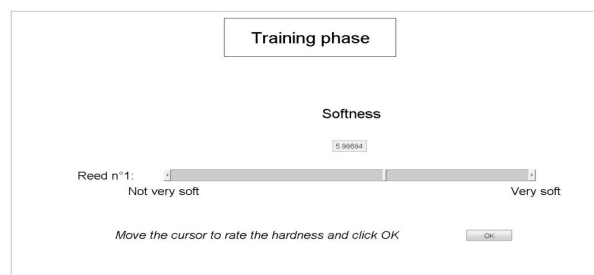 Training phase
Softness
5.98684
Reed n°1:
Not very soft
Very soft
Move the cursor to rate the hardness and click OK
OK